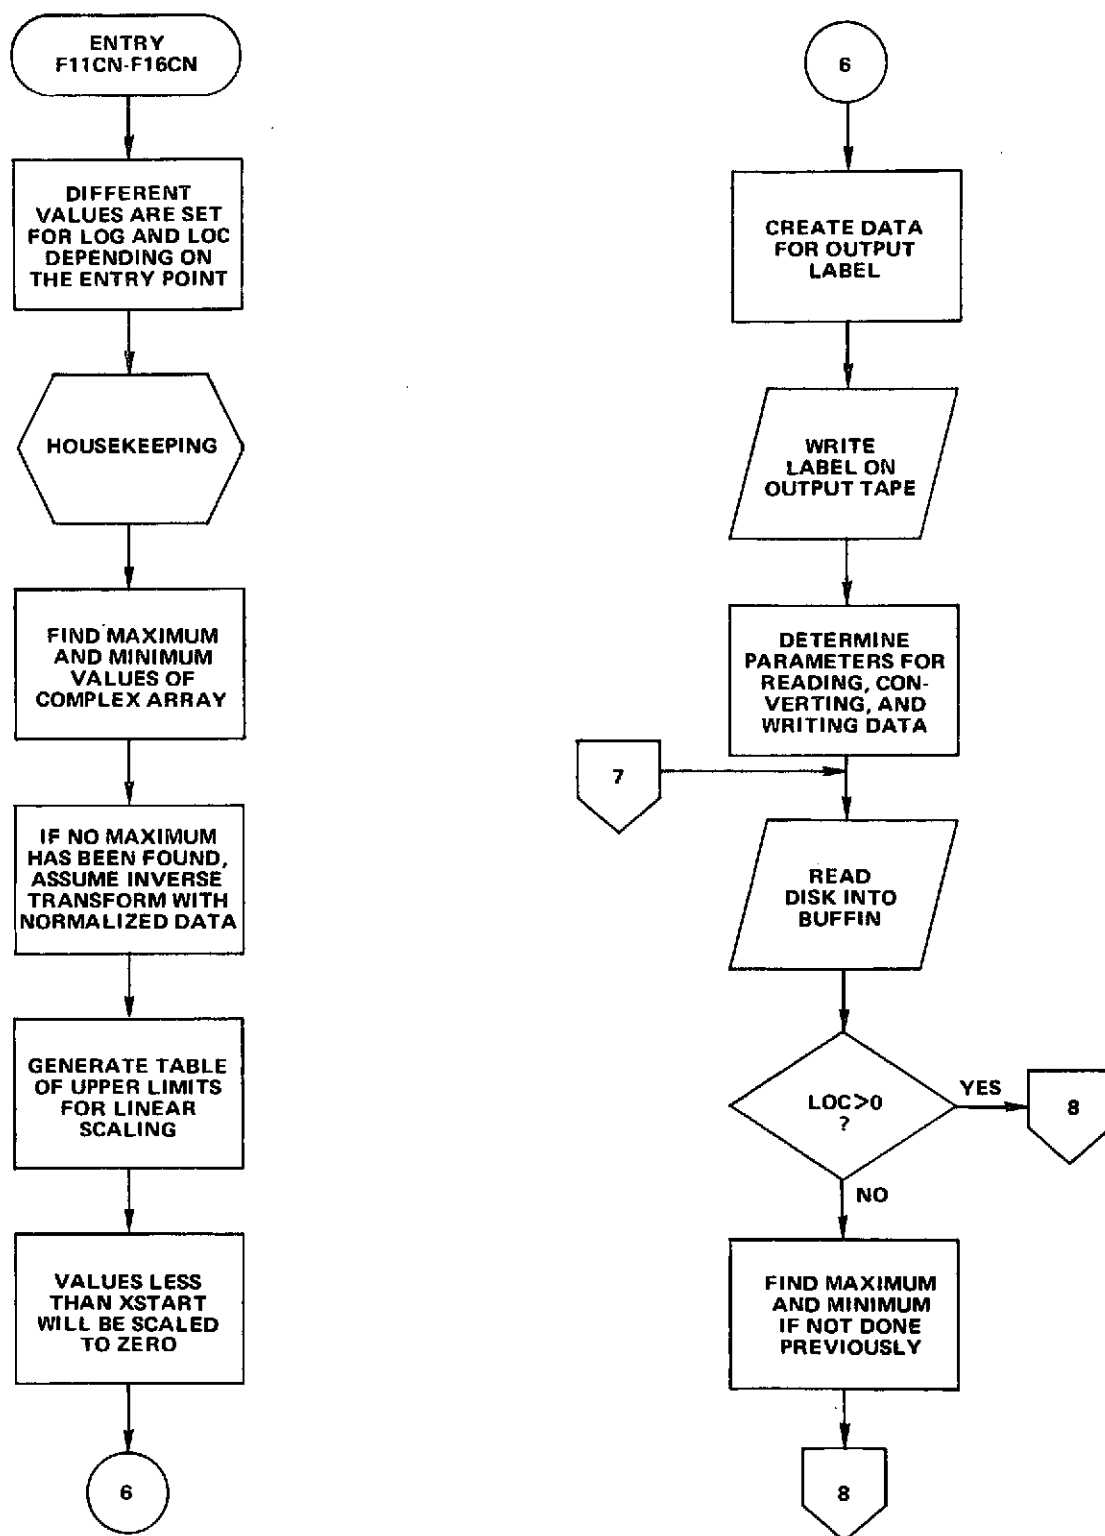 ENTRY
F11CN-F16CN
DIFFERENT
VALUES ARE SET
FOR LOG AND LOC
DEPENDING ON
THE ENTRY POINT
HOUSEKEEPING
FIND MAXIMUM
AND MINIMUM
VALUES OF
COMPLEX ARRAY
IF NO MAXIMUM
HAS BEEN FOUND,
ASSUME INVERSE
TRANSFORM WITH
NORMALIZED DATA
GENERATE TABLE
OF UPPER LIMITS
FOR LINEAR
SCALING
VALUES LESS
THAN XSTART
WILL BE SCALED
TO ZERO
6
6
CREATE DATA
FOR OUTPUT
LABEL
WRITE
LABEL ON
OUTPUT TAPE
DETERMINE
PARAMETERS FOR
READING, CON-
VERTING, AND
WRITING DATA
7
READ
DISK INTO
BUFFIN
LOC>0
?
YES
8
NO
FIND MAXIMUM
AND MINIMUM
IF NOT DONE
PREVIOUSLY
8